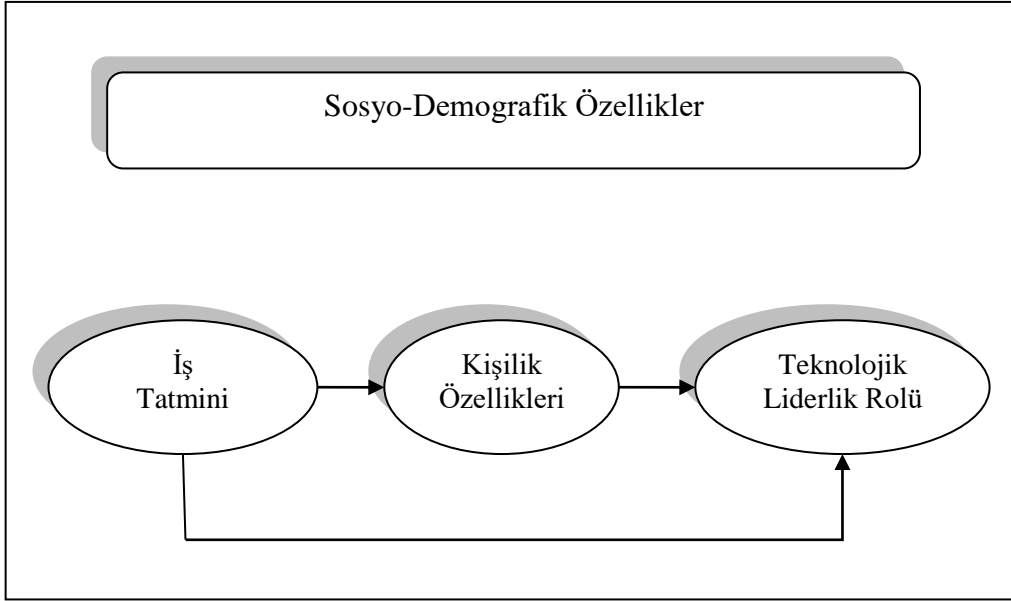 Sosyo-Demografik Özellikler
İş
Tatmini
Kişilik
Özellikleri
Teknolojik
Liderlik Rolü